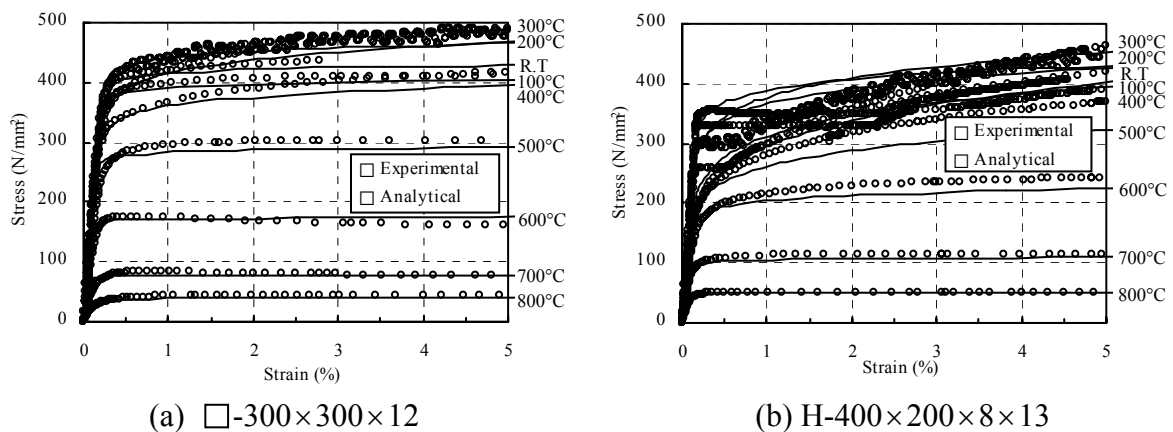 Stress (N/mm²)
500
400
300
200
100
0
0 1 2 3 4 5
Strain (%)
300°C
200°C
R.T
100°C
400°C
500°C
600°C
700°C
800°C
□ Experimental
□ Analytical
(a) □-300×300×12
Stress (N/mm²)
500
400
300
200
100
0
0 1 2 3 4 5
Strain (%)
300°C
200°C
R.T
100°C
400°C
500°C
600°C
700°C
800°C
□ Experimental
□ Analytical
(b) H-400×200×8×13